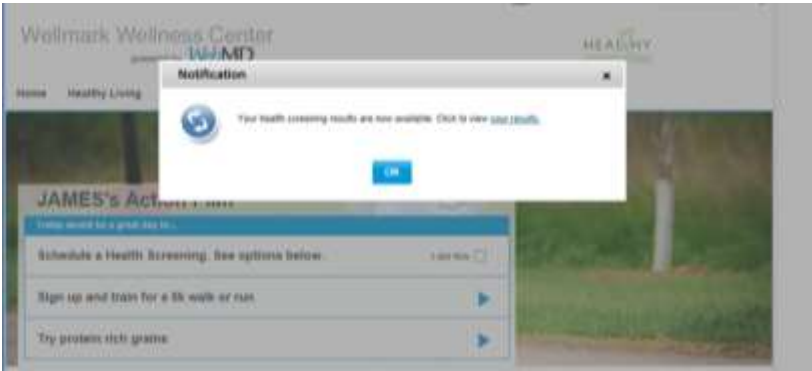 Wellmark Wellness Center
WebMD
HEALTHY
Notification
Home Healthy Living
Your health screening results are now available. Click to view your results.
OK
JAMES's Action Plan
Schedule a Health Screening. See options below.
I did this
Sign up and train for a 5k walk or run
Try protein rich grains